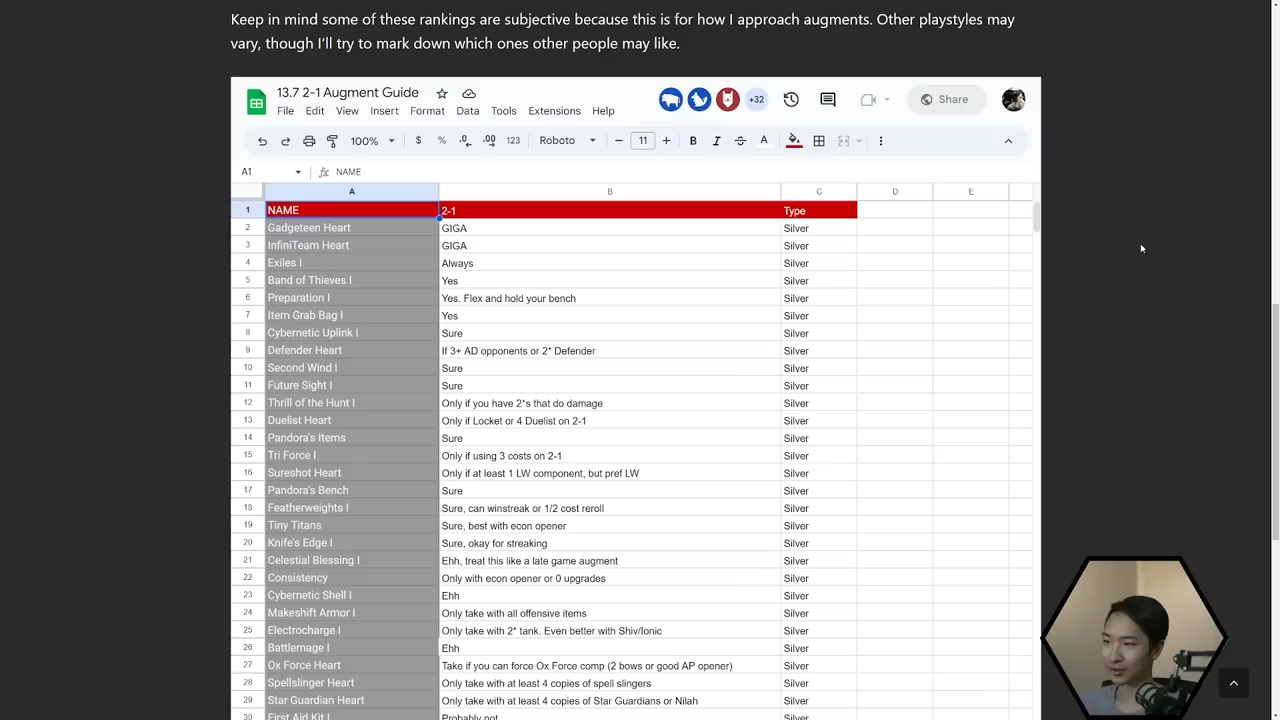 Keep in mind some of these rankings are subjective because this is for how I approach augments. Other playstyles may
vary, though I'll try to mark down which ones other people may like.
13.7 2-1 Augment Guide
+32
Share
File Edit View Insert Format Data Tools Extensions Help
100% $ % .0 .00 123 Roboto − 11 + B I S A
A1 fx NAME
A B C D E
1 NAME 2-1 Type
2 Gadgeteen Heart GIGA Silver
3 InfiniTeam Heart GIGA Silver
4 Exiles I Always Silver
5 Band of Thieves I Yes Silver
6 Preparation I Yes. Flex and hold your bench Silver
7 Item Grab Bag I Yes Silver
8 Cybernetic Uplink I Sure Silver
9 Defender Heart If 3+ AD opponents or 2* Defender Silver
10 Second Wind I Sure Silver
11 Future Sight I Sure Silver
12 Thrill of the Hunt I Only if you have 2*s that do damage Silver
13 Duelist Heart Only if Locket or 4 Duelist on 2-1 Silver
14 Pandora's Items Sure Silver
15 Tri Force I Only if using 3 costs on 2-1 Silver
16 Sureshot Heart Only if at least 1 LW component, but pref LW Silver
17 Pandora's Bench Sure Silver
18 Featherweights I Sure, can winstreak or 1/2 cost reroll Silver
19 Tiny Titans Sure, best with econ opener Silver
20 Knife's Edge I Sure, okay for streaking Silver
21 Celestial Blessing I Ehh, treat this like a late game augment Silver
22 Consistency Only with econ opener or 0 upgrades Silver
23 Cybernetic Shell I Ehh Silver
24 Makeshift Armor I Only take with all offensive items Silver
25 Electrocharge I Only take with 2* tank. Even better with Shiv/Ionic Silver
26 Battlemage I Ehh Silver
27 Ox Force Heart Take if you can force Ox Force comp (2 bows or good AP opener) Silver
28 Spellslinger Heart Only take with at least 4 copies of spell slingers Silver
29 Star Guardian Heart Only take with at least 4 copies of Star Guardians or Nilah Silver
30 First Aid Kit I Probably not Silver